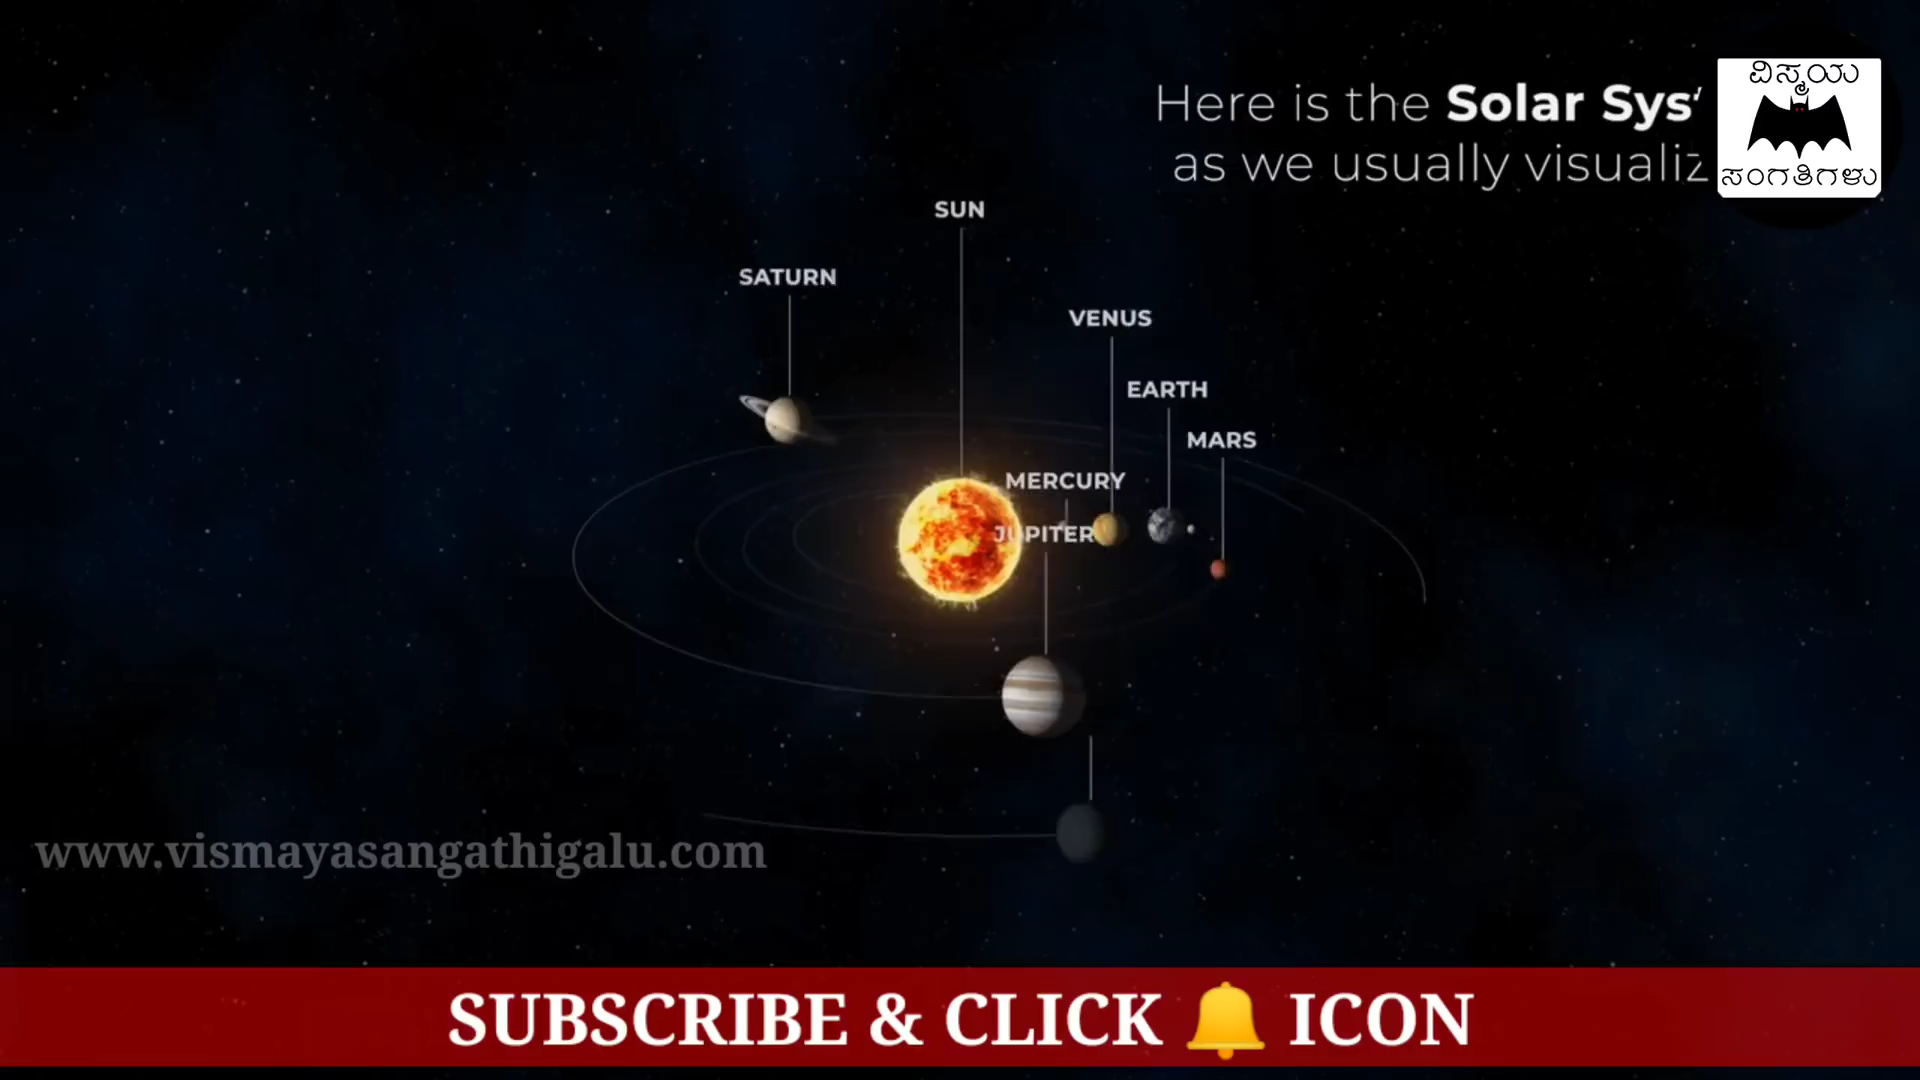 Here is the Solar Sys
as we usually visualiz
ವಿಸ್ಮಯ
ಸಂಗತಿಗಳು
SUN
SATURN
VENUS
EARTH
MARS
MERCURY
JUPITER
www.vismayasangathigalu.com
SUBSCRIBE & CLICK 🔔 ICON